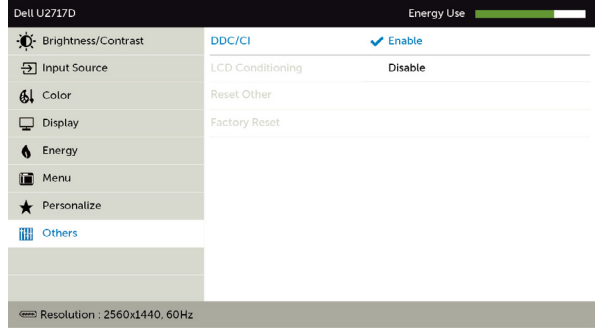 Dell U2717D Energy Use
Brightness/Contrast DDC/CI Enable
Input Source LCD Conditioning Disable
Color Reset Other
Display Factory Reset
Energy
Menu
Personalize
Others
Resolution : 2560x1440, 60Hz